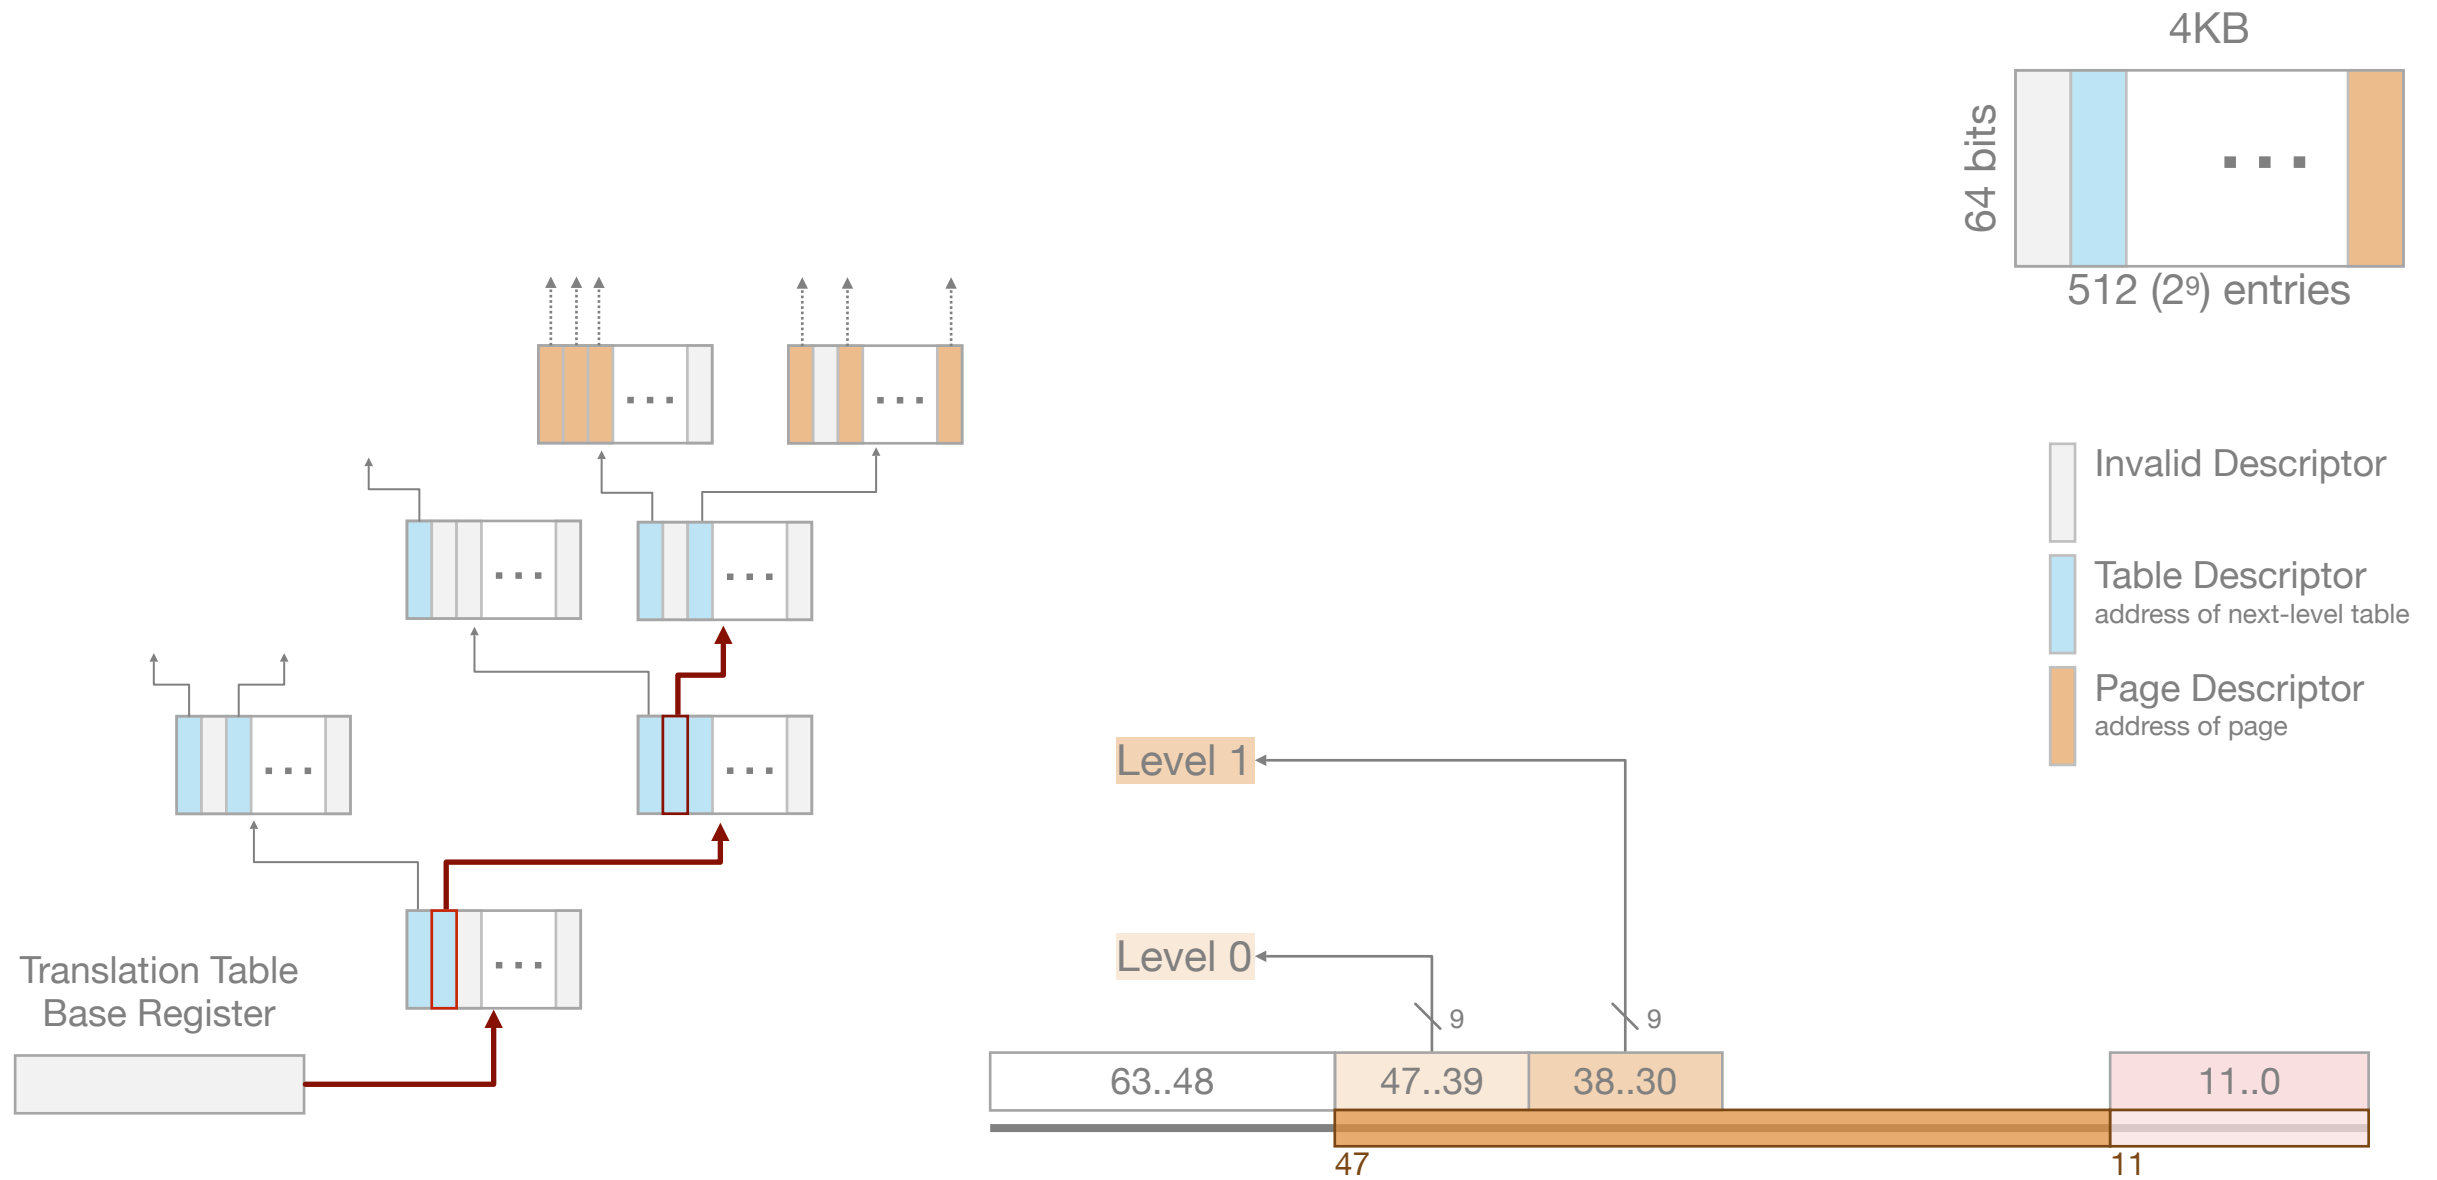 4KB
64 bits
512 (2⁹) entries
Invalid Descriptor
Table Descriptor
address of next-level table
Page Descriptor
address of page
Level 1
Level 0
Translation Table
Base Register
9
9
63..48
47..39
38..30
11..0
47
11